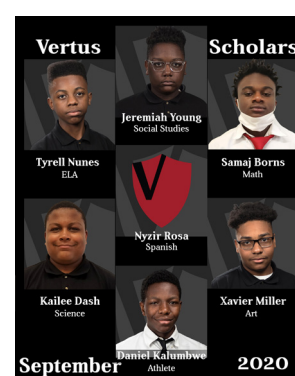 Vertus
Scholars
Jeremiah Young
Social Studies
Tyrell Nunes
ELA
Samaj Borns
Math
V
Nyzir Rosa
Spanish
Kailee Dash
Science
Xavier Miller
Art
Daniel Kalumbwe
Athlete
September
2020